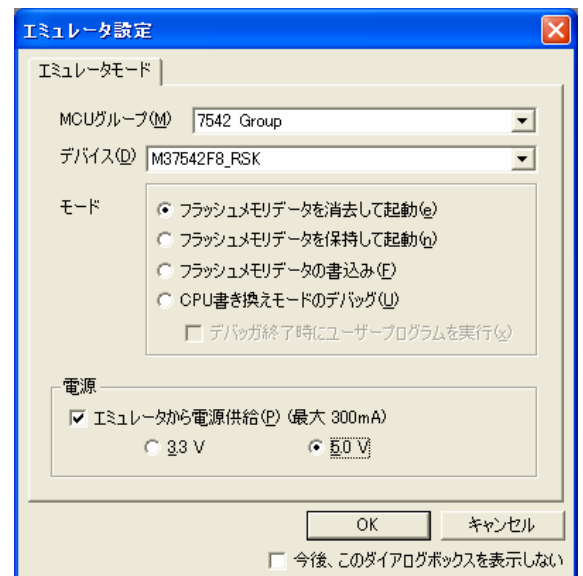 エミュレータ設定
エミュレータモード
MCUグループ(M) 7542 Group
デバイス(D) M37542F8_RSK
モード
フラッシュメモリデータを消去して起動(e)
フラッシュメモリデータを保持して起動(n)
フラッシュメモリデータの書込み(F)
CPU書き換えモードのデバッグ(U)
デバッガ終了時にユーザープログラムを実行(x)
電源
エミュレータから電源供給(P) (最大 300mA)
3.3 V 5.0 V
OK キャンセル
今後、このダイアログボックスを表示しない